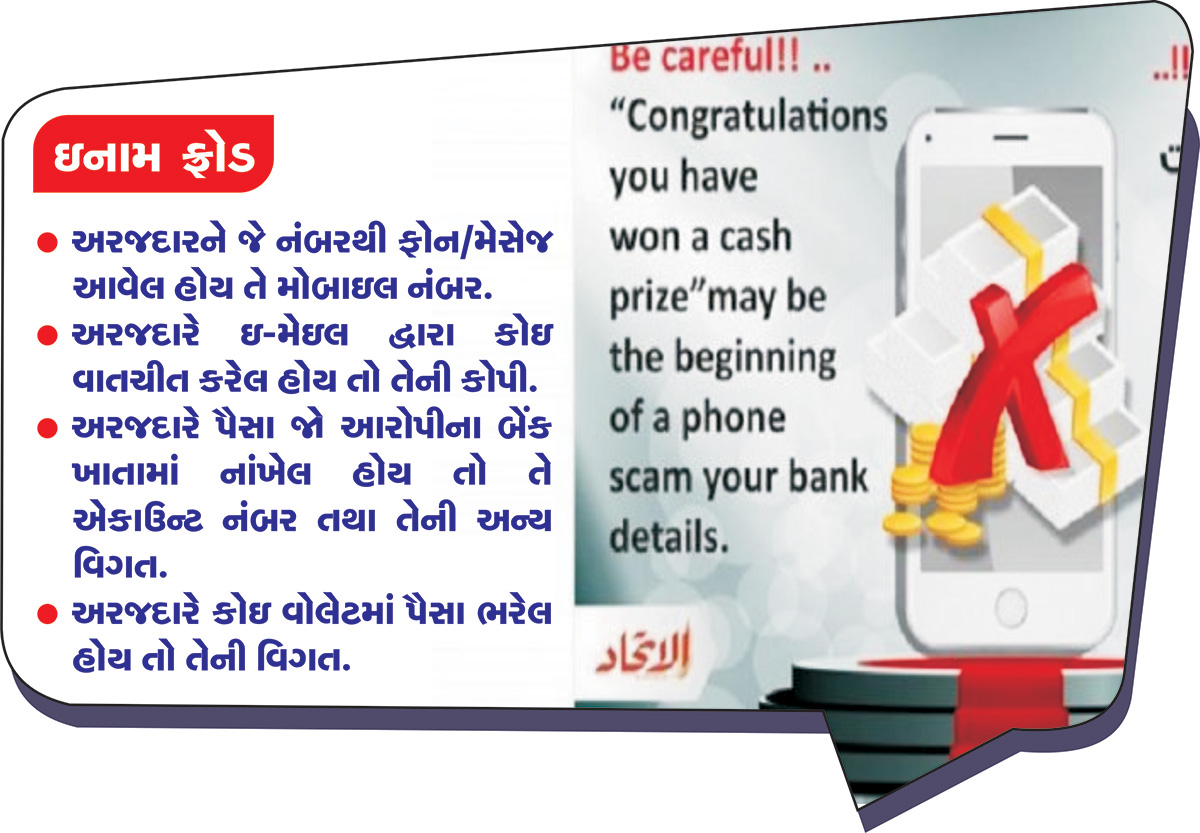 ઇનામ ફ્રોડ
● અરજદારને જે નંબરથી ફોન/મેસેજ
આવેલ હોય તે મોબાઇલ નંબર.
● અરજદારે ઇ-મેઇલ દ્વારા કોઇ
વાતચીત કરેલ હોય તો તેની કોપી.
● અરજદારે પૈસા જો આરોપીના બેંક
ખાતામાં નાંખેલ હોય તો તે
એકાઉન્ટ નંબર તથા તેની અન્ય
વિગત.
● અરજદારે કોઇ વોલેટમાં પૈસા ભરેલ
હોય તો તેની વિગત.
Be careful!! ..
“Congratulations
you have
won a cash
prize”may be
the beginning
of a phone
scam your bank
details.
الاتحاد
..!!